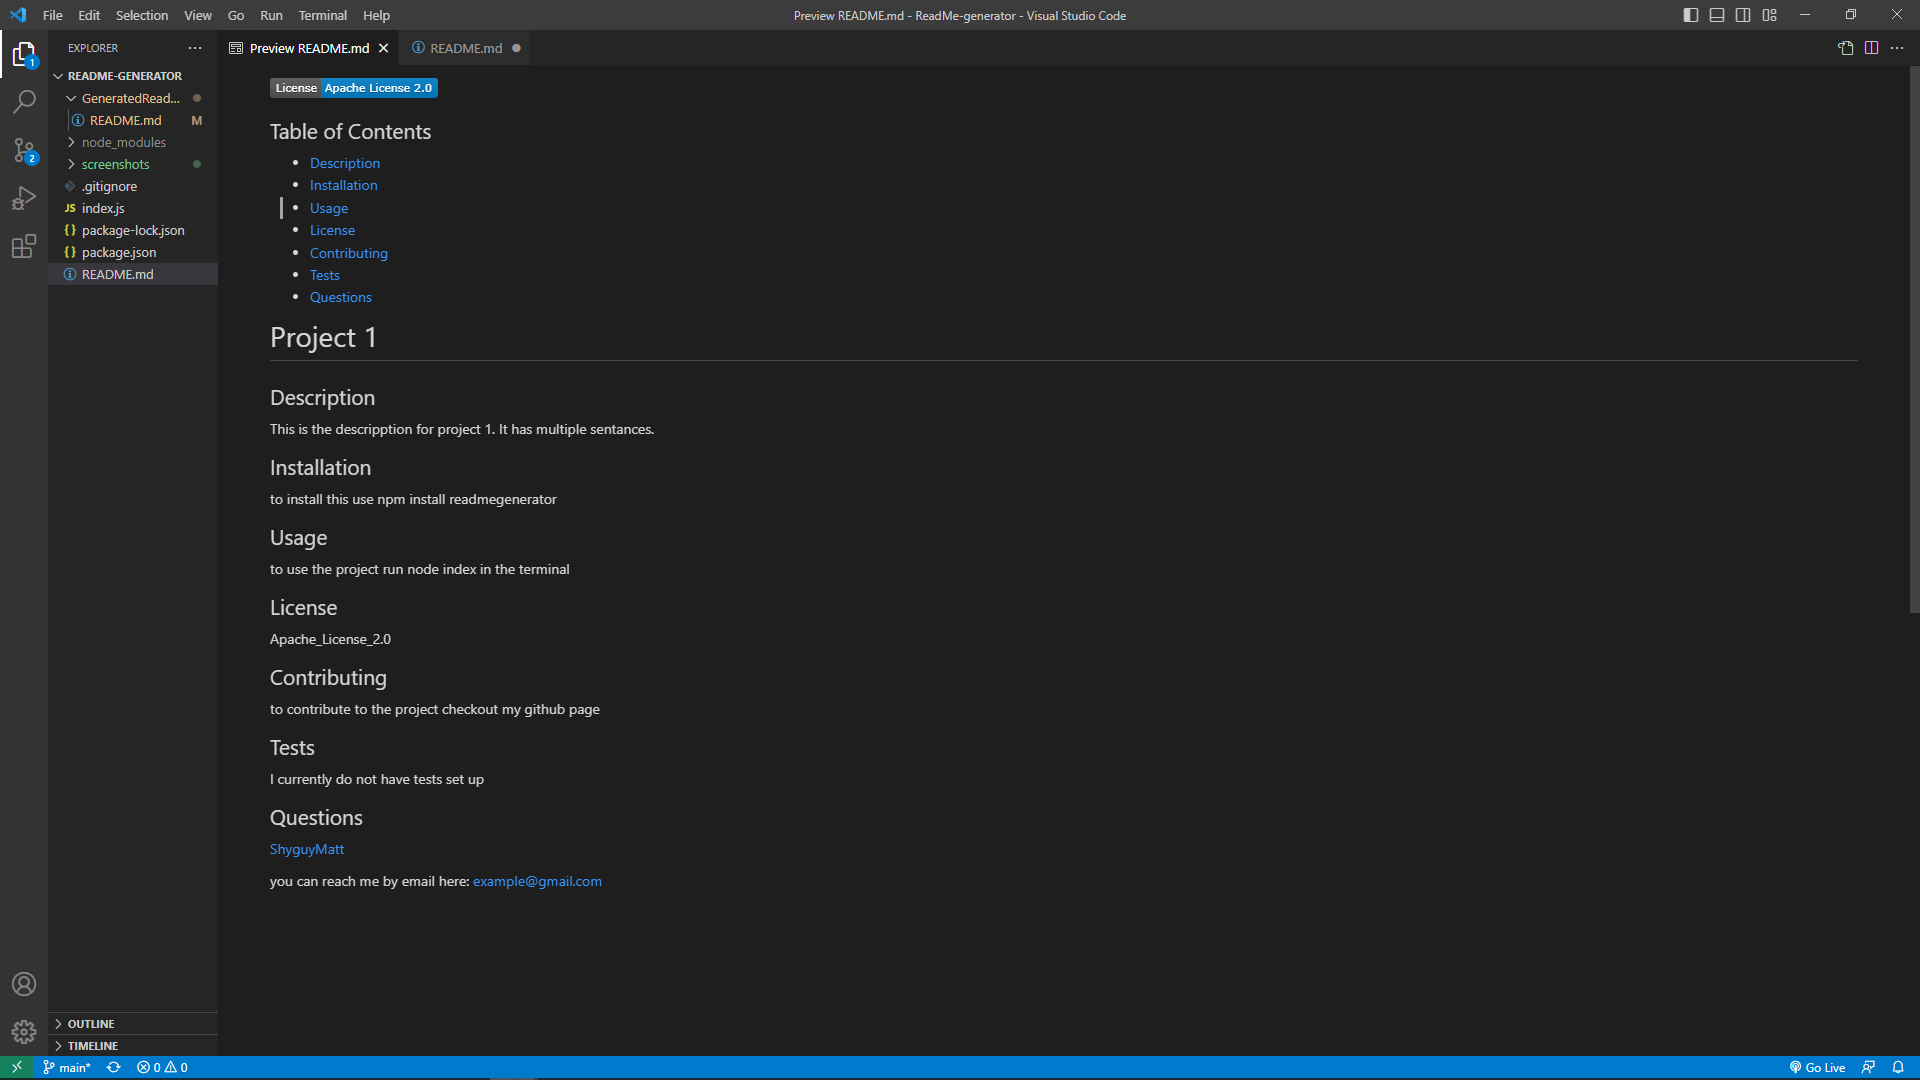 File Edit Selection View Go Run Terminal Help
Preview README.md - ReadMe-generator - Visual Studio Code
EXPLORER
README-GENERATOR
GeneratedRead...
README.md M
node_modules
screenshots
.gitignore
JS index.js
{} package-lock.json
{} package.json
README.md
OUTLINE
TIMELINE
1
2
Preview README.md
README.md
License Apache License 2.0
Table of Contents
Description
Installation
Usage
License
Contributing
Tests
Questions
Project 1
Description
This is the descripption for project 1. It has multiple sentances.
Installation
to install this use npm install readmegenerator
Usage
to use the project run node index in the terminal
License
Apache_License_2.0
Contributing
to contribute to the project checkout my github page
Tests
I currently do not have tests set up
Questions
ShyguyMatt
you can reach me by email here: example@gmail.com
main* 0 0
Go Live